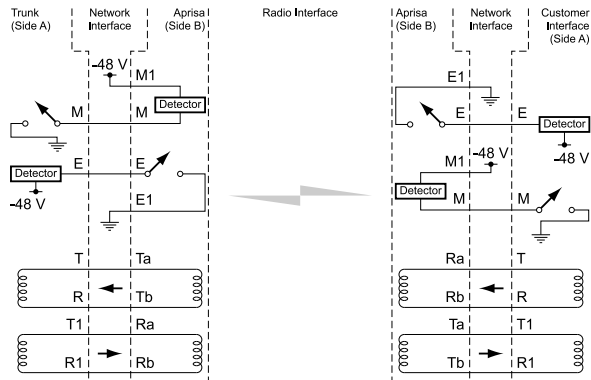 Trunk
(Side A)
Network
Interface
Aprisa
(Side B)
Radio Interface
Aprisa
(Side B)
Network
Interface
Customer
Interface
(Side A)
-48 V
M1
Detector
M
M
E1
E
E
Detector
-48 V
Detector
E
E
-48 V
E1
M1
-48 V
Detector
M
M
T
Ta
R
Tb
T1
Ra
R1
Rb
Ra
T
Rb
R
Ta
T1
Tb
R1